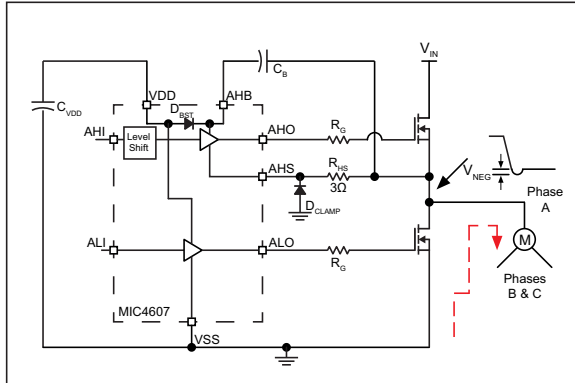 V_IN
C_B
VDD
AHB
D_BST
C_VDD
AHI
Level
Shift
AHO
R_G
AHS
R_HS
3Ω
V_NEG
D_CLAMP
Phase
A
ALI
ALO
M
R_G
Phases
B & C
MIC4607
VSS